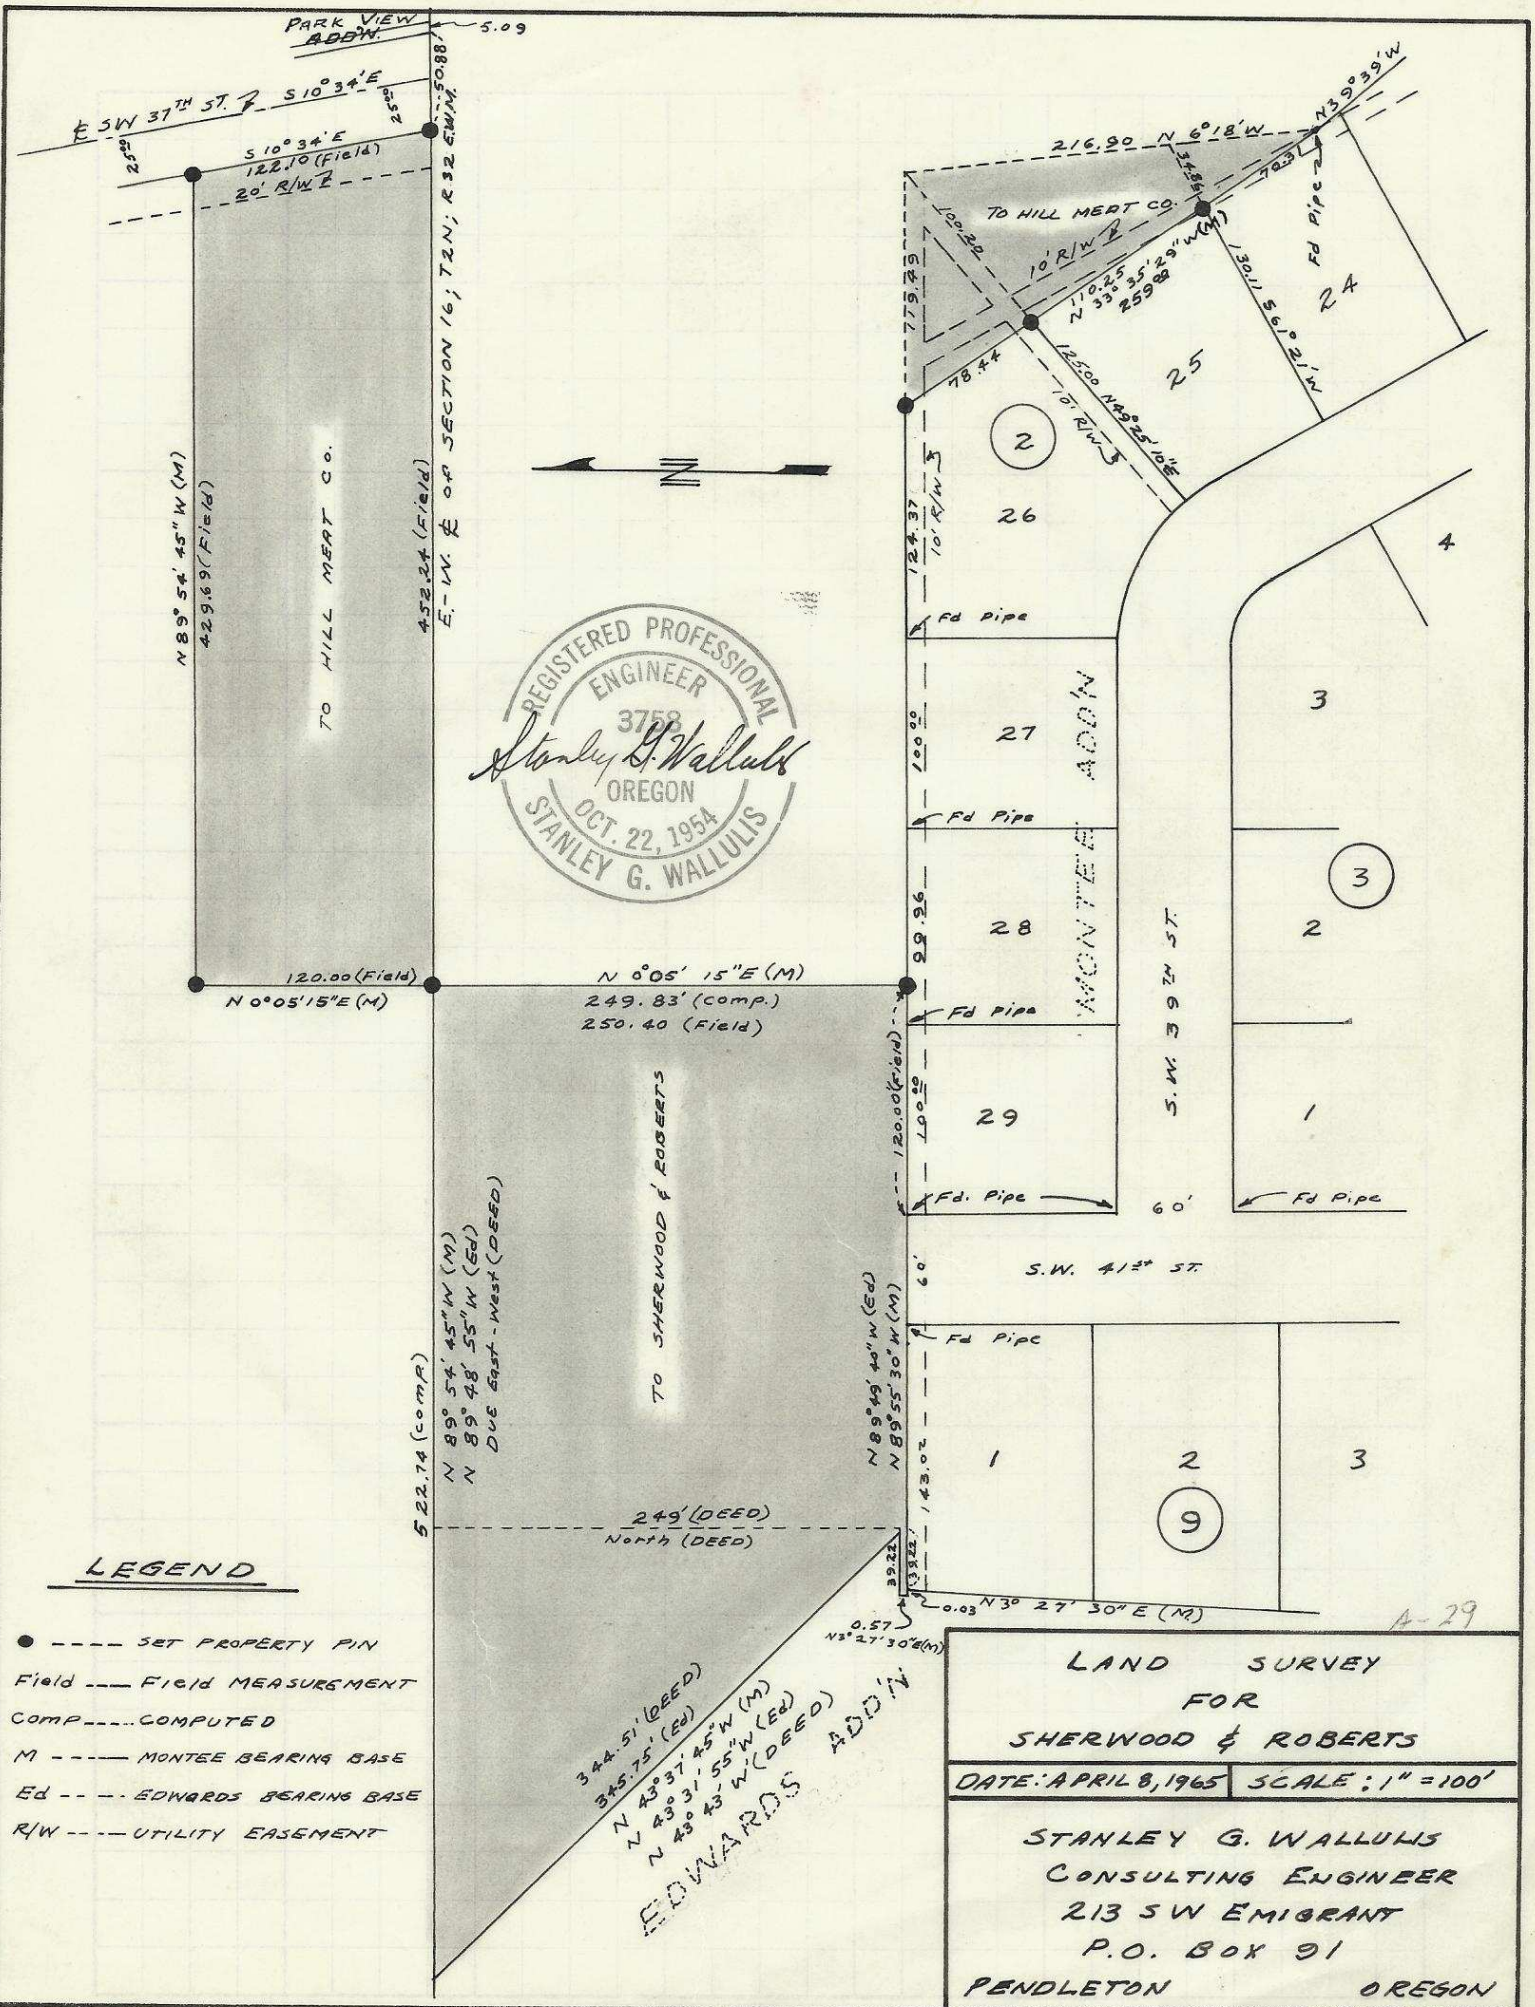 PARK VIEW
ADD'N.
5.09
50.88'
₵ SW 37TH ST.
S 10° 34' E
25.00
25.00
S 10° 34' E
122.10 (Field)
20' R/W
N 89° 54' 45" W (M)
429.69 (Field)
TO HILL MEAT CO.
452.24 (Field)
E.-W. ₵ OF SECTION 16; T2N; R32 E.W.M.
N
216.90
N 6° 18' W
N 39° 39' W
34.86
70.31
TO HILL MEAT CO.
100.20
119.49
10' R/W
110.25
N 33° 35' 29" W (M)
259.00
Fd Pipe
130.11 S 61° 21' W
24
78.44
125.00 N 49° 25' 10" E
10' R/W
25
2
26
124.37
10' R/W
4
Fd Pipe
REGISTERED PROFESSIONAL
ENGINEER
3758
Stanley G. Wallulis
OREGON
OCT. 22, 1954
STANLEY G. WALLULIS
100.00
27
3
MONTEE ADD'N
Fd Pipe
3
99.96
28
2
S.W. 39TH ST.
120.00 (Field)
N 0° 05' 15" E (M)
N 0° 05' 15" E (M)
249.83' (Comp.)
250.40 (Field)
Fd Pipe
120.00 (Field)
100.00
29
1
TO SHERWOOD & ROBERTS
Fd. Pipe
60'
Fd Pipe
60'
S.W. 41st ST.
Fd Pipe
522.74 (COMP.)
N 89° 54' 45" W (M)
N 89° 48' 55" W (Ed)
DUE East-West (DEED)
N 89° 49' 40" W (Ed)
N 89° 55' 30" W (M)
143.02
1
2
3
9
249' (DEED)
North (DEED)
39.22
39.22
0.03
N 3° 27' 30" E (M)
0.57
N 3° 27' 30" E (M)
344.51' (DEED)
345.75' (Ed)
N 43° 37' 45" W (M)
N 43° 31' 55" W (Ed)
N 43° 43' W (DEED)
EDWARDS ADD'N
LEGEND
● ---- SET PROPERTY PIN
Field ---- Field MEASUREMENT
Comp ---- COMPUTED
M ---- MONTEE BEARING BASE
Ed ---- EDWARDS BEARING BASE
R/W ---- UTILITY EASEMENT
A-29
LAND SURVEY
FOR
SHERWOOD & ROBERTS
DATE: APRIL 8, 1965 SCALE: 1" = 100'
STANLEY G. WALLULIS
CONSULTING ENGINEER
213 SW EMIGRANT
P.O. BOX 91
PENDLETON OREGON